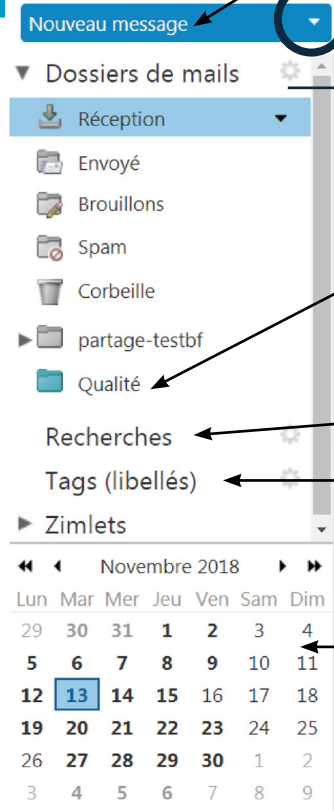 Nouveau message
Dossiers de mails
Réception
Envoyé
Brouillons
Spam
Corbeille
partage-testbf
Qualité
Recherches
Tags (libellés)
Zimlets
Novembre 2018
Lun Mar Mer Jeu Ven Sam Dim
29 30 31 1 2 3 4
5 6 7 8 9 10 11
12 13 14 15 16 17 18
19 20 21 22 23 24 25
26 27 28 29 30 1 2
3 4 5 6 7 8 9